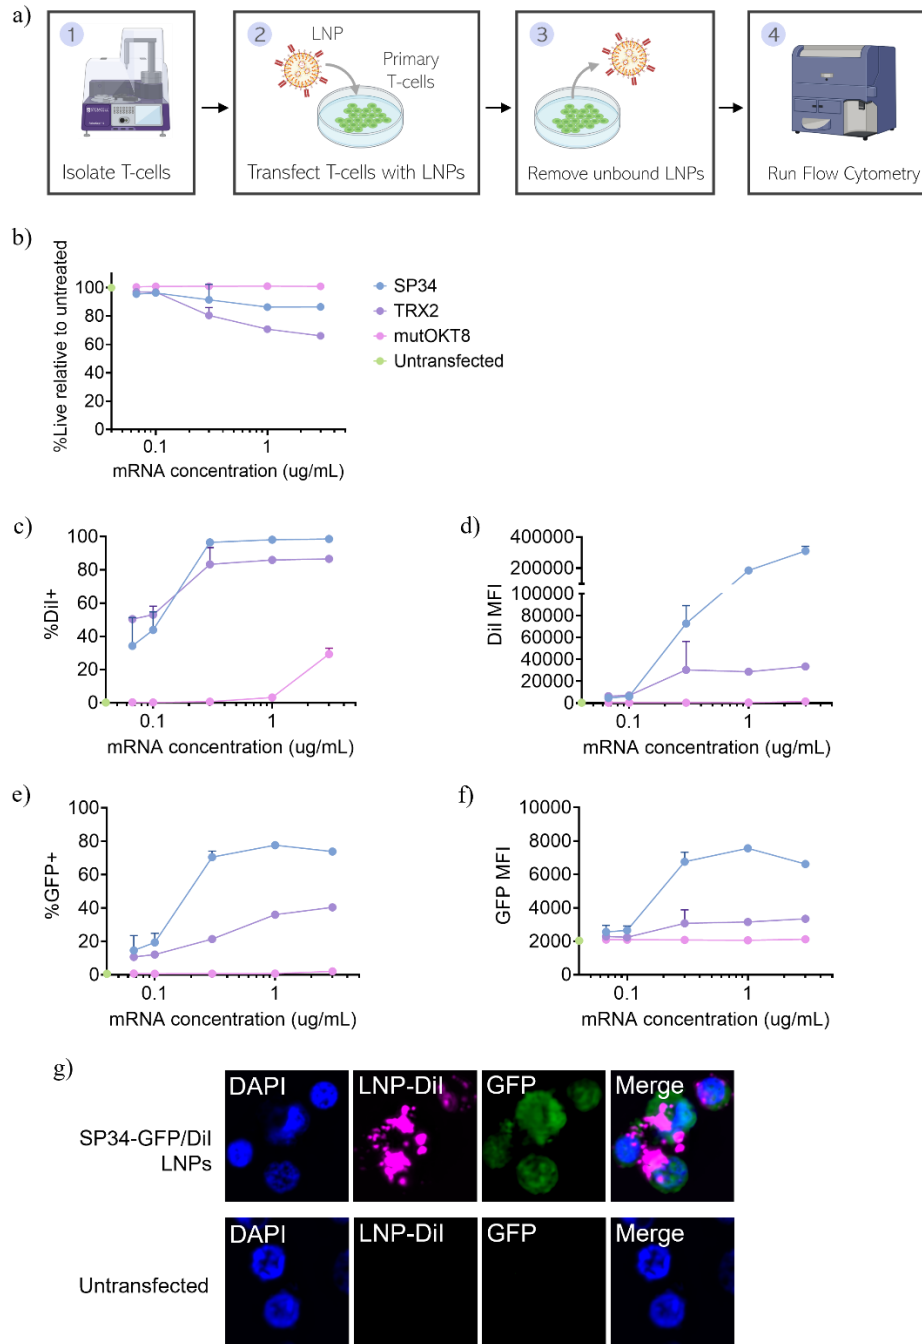 a)
1
2
3
4
LNP
Primary
T-cells
Isolate T-cells
Transfect T-cells with LNPs
Remove unbound LNPs
Run Flow Cytometry
b)
%Live relative to untreated
100
80
60
40
20
0
0.1
1
mRNA concentration (ug/mL)
SP34
TRX2
mutOKT8
Untransfected
c)
%DiI+
100
80
60
40
20
0
0.1
1
mRNA concentration (ug/mL)
d)
DiI MFI
400000
200000
100000
80000
60000
40000
20000
0
0.1
1
mRNA concentration (ug/mL)
e)
%GFP+
100
80
60
40
20
0
0.1
1
mRNA concentration (ug/mL)
f)
GFP MFI
10000
8000
6000
4000
2000
0
0.1
1
mRNA concentration (ug/mL)
g)
SP34-GFP/DiI
LNPs
DAPI
LNP-DiI
GFP
Merge
Untransfected
DAPI
LNP-DiI
GFP
Merge